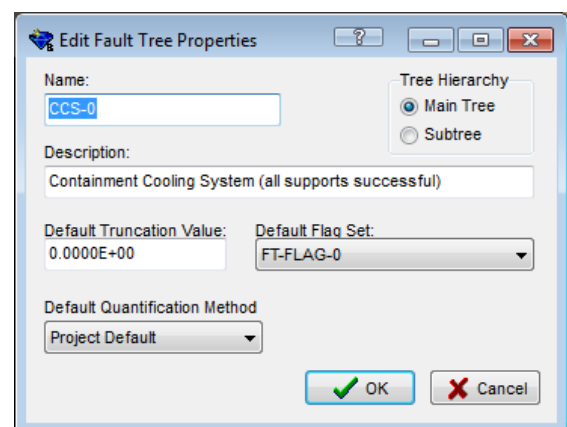 Edit Fault Tree Properties
?
Name:
Tree Hierarchy
CCS-0
Main Tree
Subtree
Description:
Containment Cooling System (all supports successful)
Default Truncation Value:
Default Flag Set:
0.0000E+00
FT-FLAG-0
Default Quantification Method
Project Default
OK
Cancel